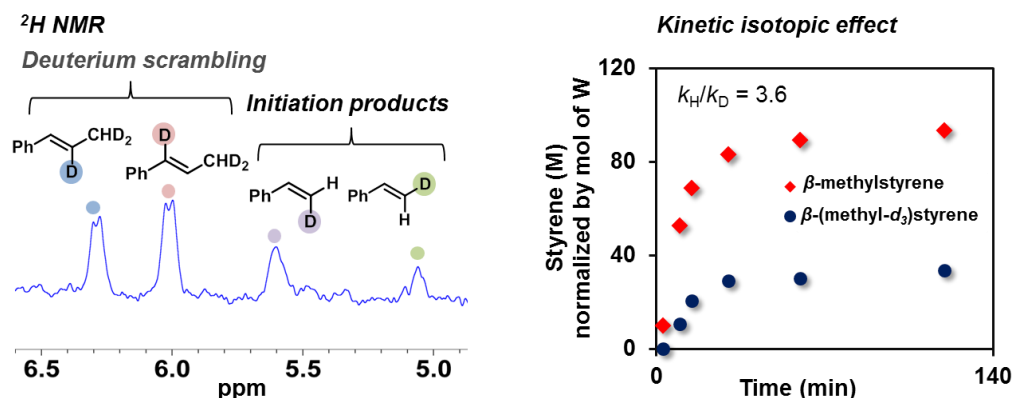 ²H NMR
Deuterium scrambling
Initiation products
Ph
CHD₂
D
D
Ph
CHD₂
Ph
H
D
Ph
D
H
6.5 6.0 5.5 5.0
ppm
Kinetic isotopic effect
Styrene (M)
normalized by mol of W
120
80
40
0
k_H/k_D = 3.6
β-methylstyrene
β-(methyl-d₃)styrene
0 140
Time (min)